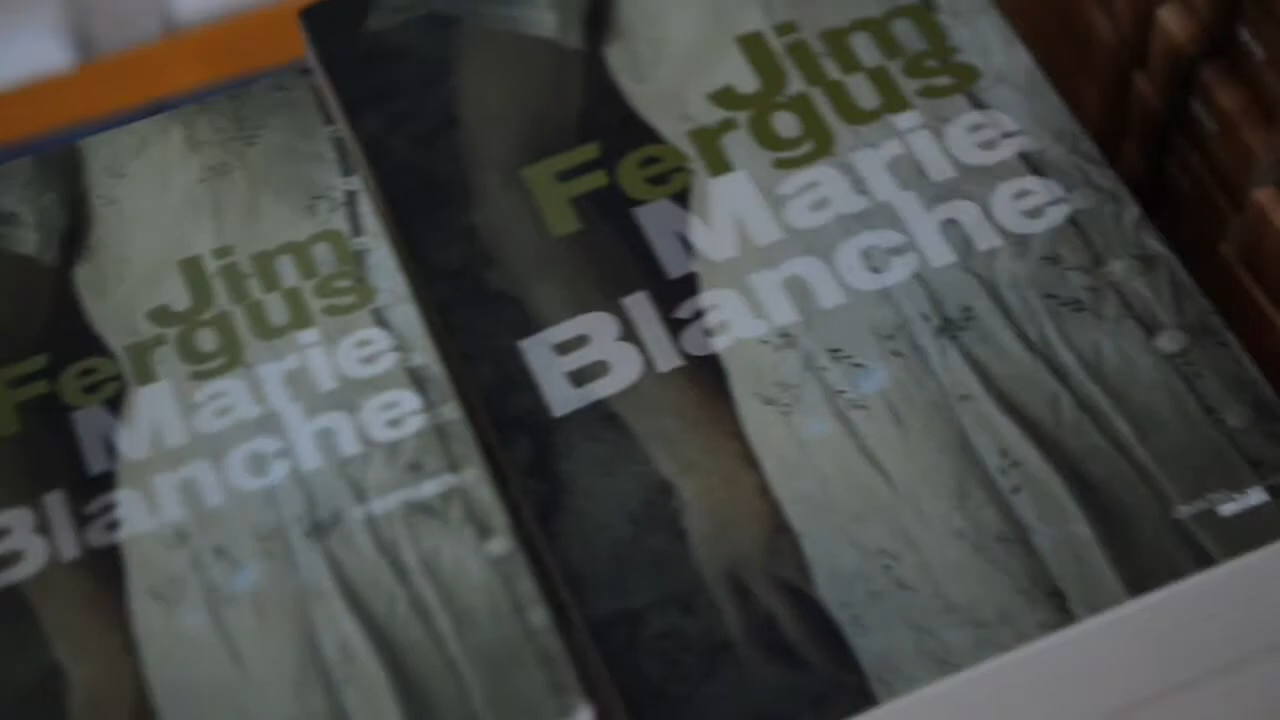 Jim
Fergus
Marie
Blanche
Jim
Fergus
Marie
Blanche